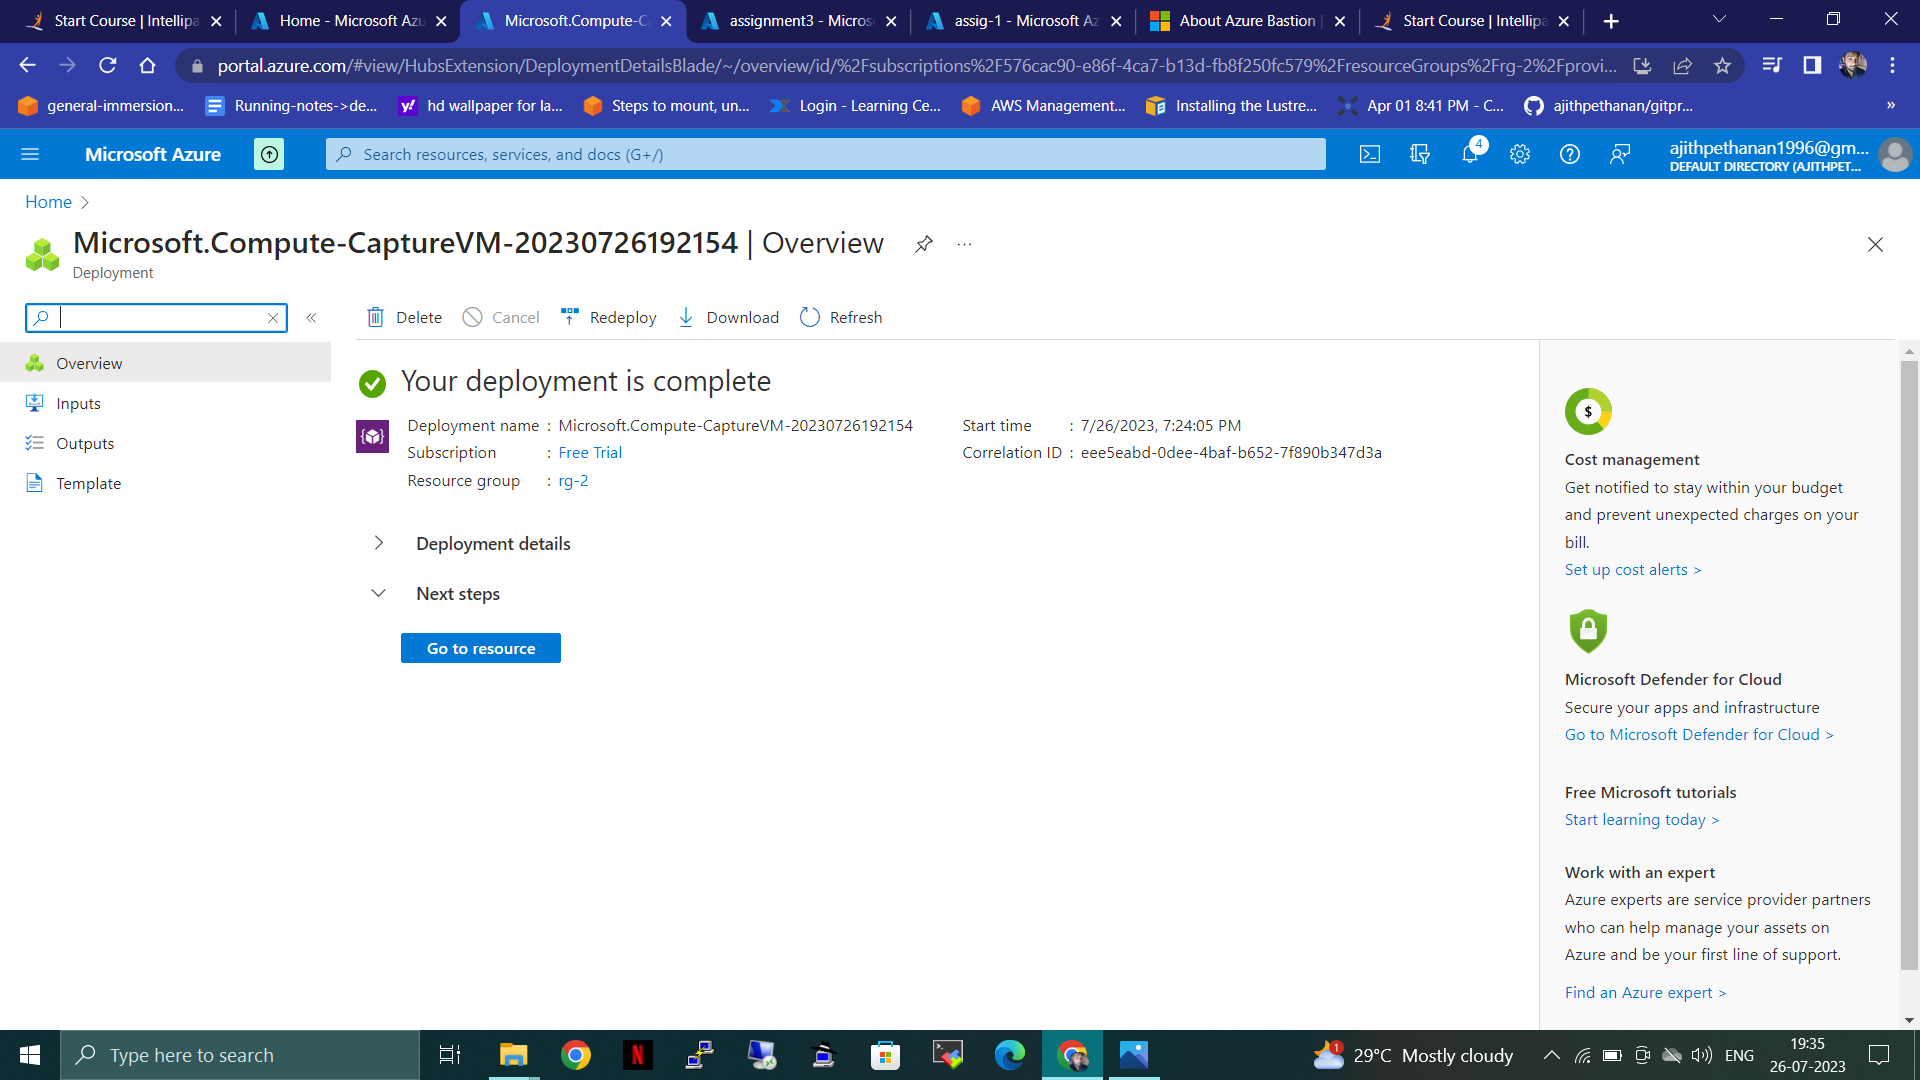 Start Course | Intellipa
Home - Microsoft Azu
Microsoft.Compute-C
assignment3 - Micros
assig-1 - Microsoft Az
About Azure Bastion |
Start Course | Intellipa
portal.azure.com/#view/HubsExtension/DeploymentDetailsBlade/~/overview/id/%2Fsubscriptions%2F576cac90-e86f-4ca7-b13d-fb8f250fc579%2FresourceGroups%2Frg-2%2Fprovi...
general-immersion...
Running-notes->de...
hd wallpaper for la...
Steps to mount, un...
Login - Learning Ce...
AWS Management...
Installing the Lustre...
Apr 01 8:41 PM - C...
ajithpethanan/gitpr...
»
Microsoft Azure
Search resources, services, and docs (G+/)
4
ajithpethanan1996@gm...
DEFAULT DIRECTORY (AJITHPET...
Home
Microsoft.Compute-CaptureVM-20230726192154 | Overview
Deployment
Delete
Cancel
Redeploy
Download
Refresh
Overview
Inputs
Outputs
Template
Your deployment is complete
Deployment name : Microsoft.Compute-CaptureVM-20230726192154
Subscription : Free Trial
Resource group : rg-2
Start time : 7/26/2023, 7:24:05 PM
Correlation ID : eee5eabd-0dee-4baf-b652-7f890b347d3a
Deployment details
Next steps
Go to resource
$
Cost management
Get notified to stay within your budget
and prevent unexpected charges on your
bill.
Set up cost alerts >
Microsoft Defender for Cloud
Secure your apps and infrastructure
Go to Microsoft Defender for Cloud >
Free Microsoft tutorials
Start learning today >
Work with an expert
Azure experts are service provider partners
who can help manage your assets on
Azure and be your first line of support.
Find an Azure expert >
Type here to search
N
1
29°C Mostly cloudy
ENG
19:35
26-07-2023